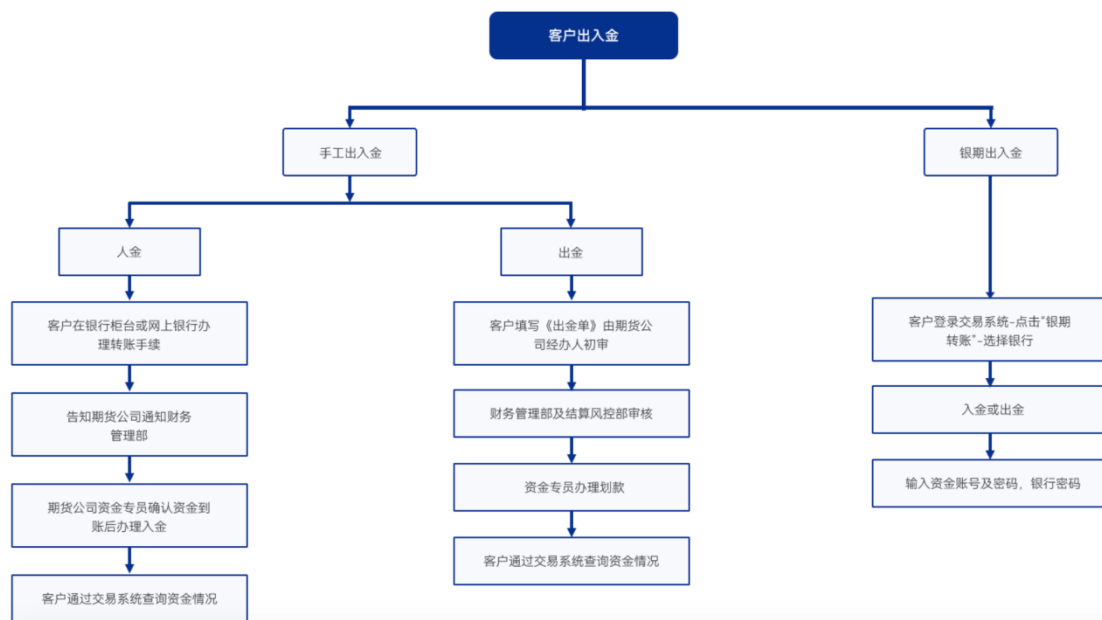 客户出入金
手工出入金
银期出入金
人金
出金
客户在银行柜台或网上银行办
理转账手续
告知期货公司通知财务
管理部
期货公司资金专员确认资金到
账后办理入金
客户通过交易系统查询资金情况
客户填写《出金单》由期货公
司经办人初审
财务管理部及结算风控部审核
资金专员办理划款
客户通过交易系统查询资金情况
客户登录交易系统-点击“银期
转账”-选择银行
入金或出金
输入资金账号及密码，银行密码